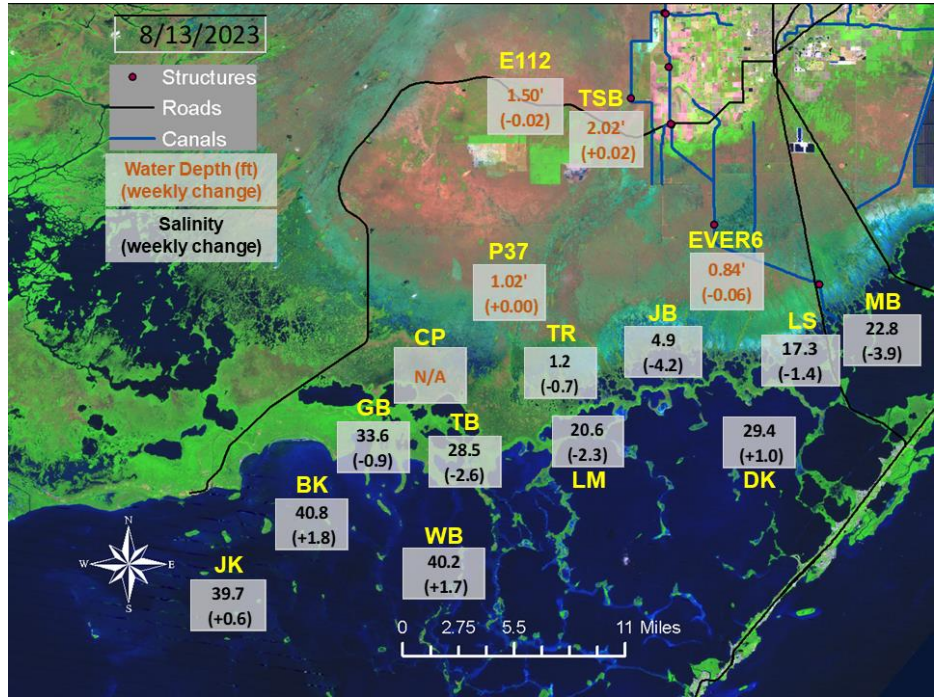 8/13/2023
Structures
Roads
Canals
Water Depth (ft)
(weekly change)
Salinity
(weekly change)
E112
1.50'
(-0.02)
TSB
2.02'
(+0.02)
P37
1.02'
(+0.00)
EVER6
0.84'
(-0.06)
CP
N/A
TR
1.2
(-0.7)
JB
4.9
(-4.2)
LS
17.3
(-1.4)
MB
22.8
(-3.9)
GB
33.6
(-0.9)
TB
28.5
(-2.6)
20.6
(-2.3)
LM
29.4
(+1.0)
DK
BK
40.8
(+1.8)
WB
40.2
(+1.7)
JK
39.7
(+0.6)
N
W E
S
0 2.75 5.5 11 Miles